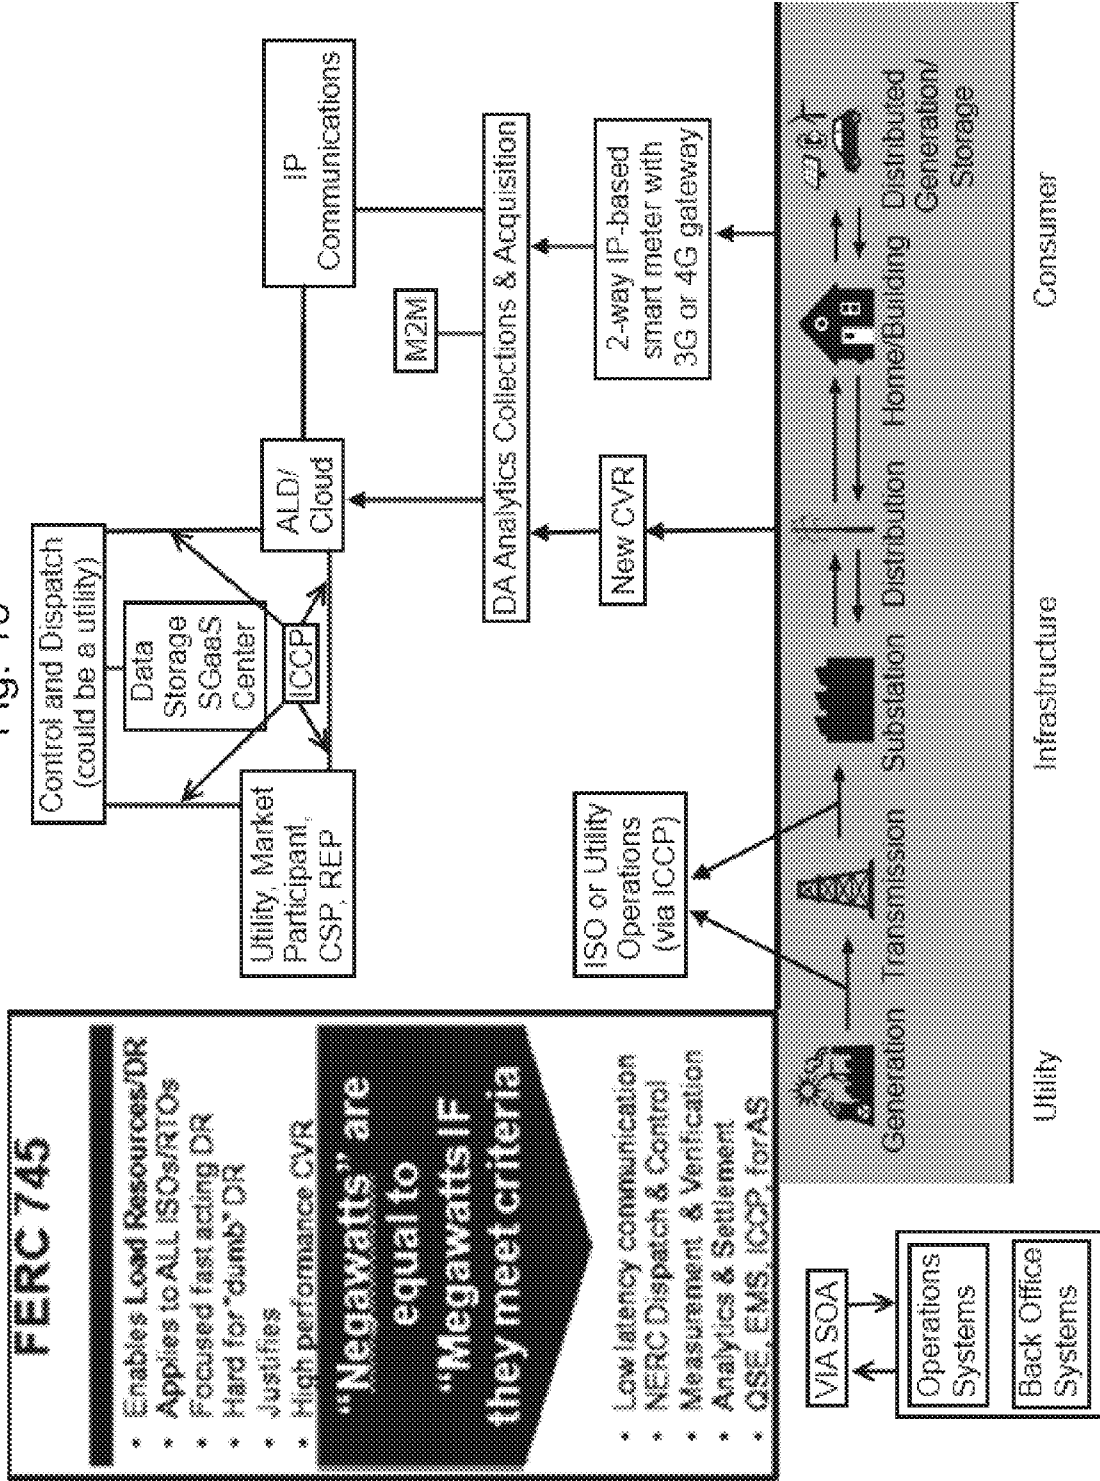 FERC 745
• Enables Load Resources/DR
• Applies to ALL ISOs/RTOs
• Focused fast acting DR
• Hard for "dumb" DR
• Justifies
• High performance CVR
"Negawatts" are
equal to
"Megawatts IF
they meet criteria
• Low latency communication
• NERC Dispatch & Control
• Measurement & Verification
• Analytics & Settlement
• QSE, EMS, ICCP, for AS
Control and Dispatch
(could be a utility)
Data
Storage
SGaaS
Center
ICCP
Utility, Market
Participant,
CSP, REP
ALD/
Cloud
IP
Communications
M2M
DA Analytics Collections & Acquisition
ISO or Utility
Operations
(via ICCP)
New CVR
2-way IP-based
smart meter with
3G or 4G gateway
VIA SOA
Operations
Systems
Back Office
Systems
Generation
Transmission
Substation
Distribution
Home/Building
Distributed
Generation/
Storage
Utility
Infrastructure
Consumer